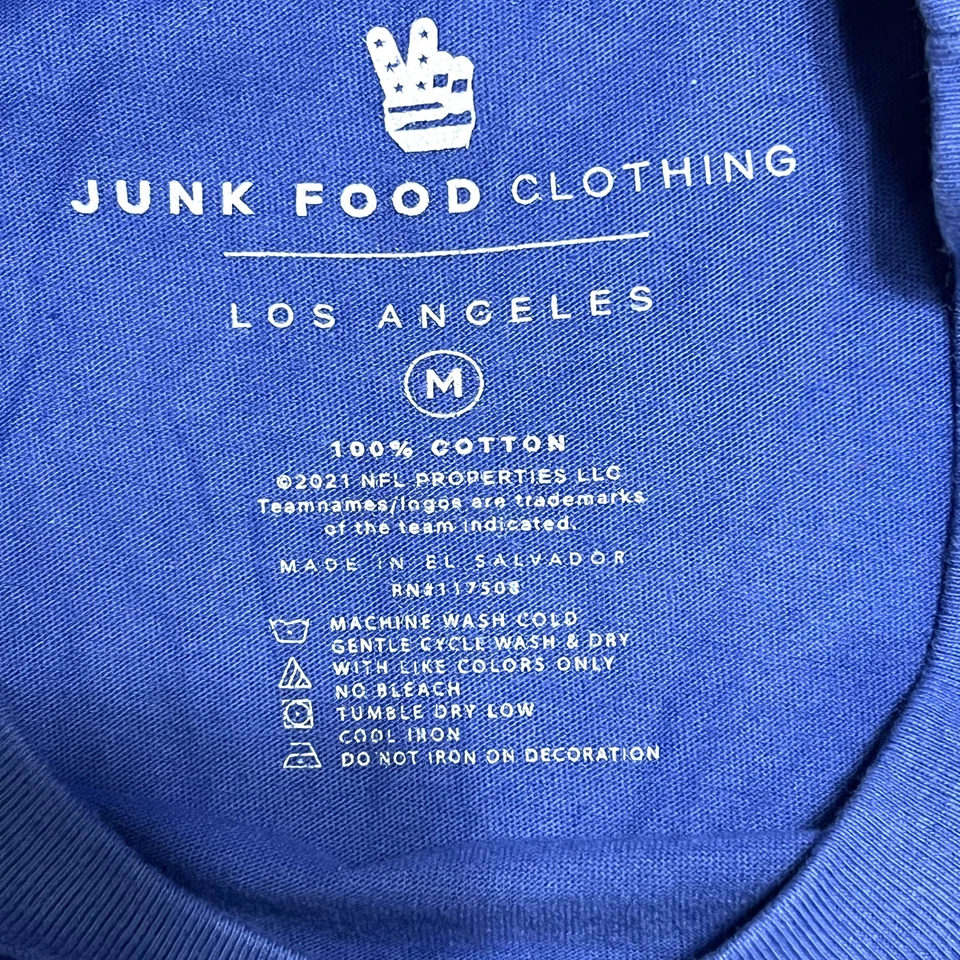 JUNK FOOD CLOTHING
LOS ANGELES
M
100% COTTON
©2021 NFL PROPERTIES LLC
Teamnames/logos are trademarks
of the team indicated.
MADE IN EL SALVADOR
RN#117508
MACHINE WASH COLD
GENTLE CYCLE WASH & DRY
WITH LIKE COLORS ONLY
NO BLEACH
TUMBLE DRY LOW
COOL IRON
DO NOT IRON ON DECORATION